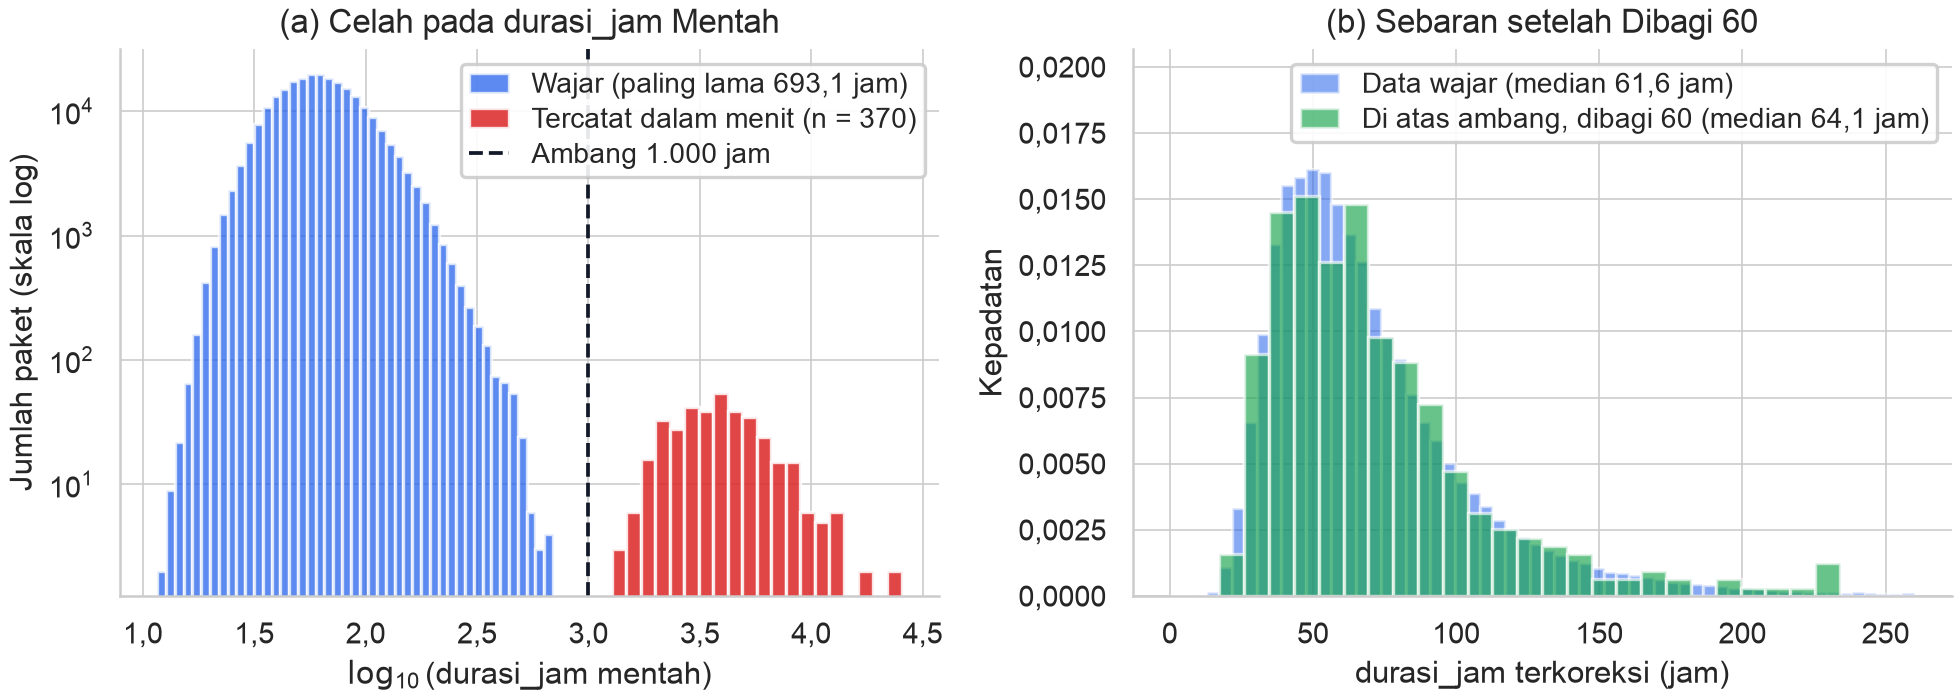 (a) Celah pada durasi_jam Mentah
Wajar (paling lama 693,1 jam)
Tercatat dalam menit (n = 370)
Ambang 1.000 jam
Jumlah paket (skala log)
10⁴
10³
10²
10¹
1,0 1,5 2,0 2,5 3,0 3,5 4,0 4,5
log₁₀ (durasi_jam mentah)
(b) Sebaran setelah Dibagi 60
Data wajar (median 61,6 jam)
Di atas ambang, dibagi 60 (median 64,1 jam)
Kepadatan
0,0200
0,0175
0,0150
0,0125
0,0100
0,0075
0,0050
0,0025
0,0000
0 50 100 150 200 250
durasi_jam terkoreksi (jam)